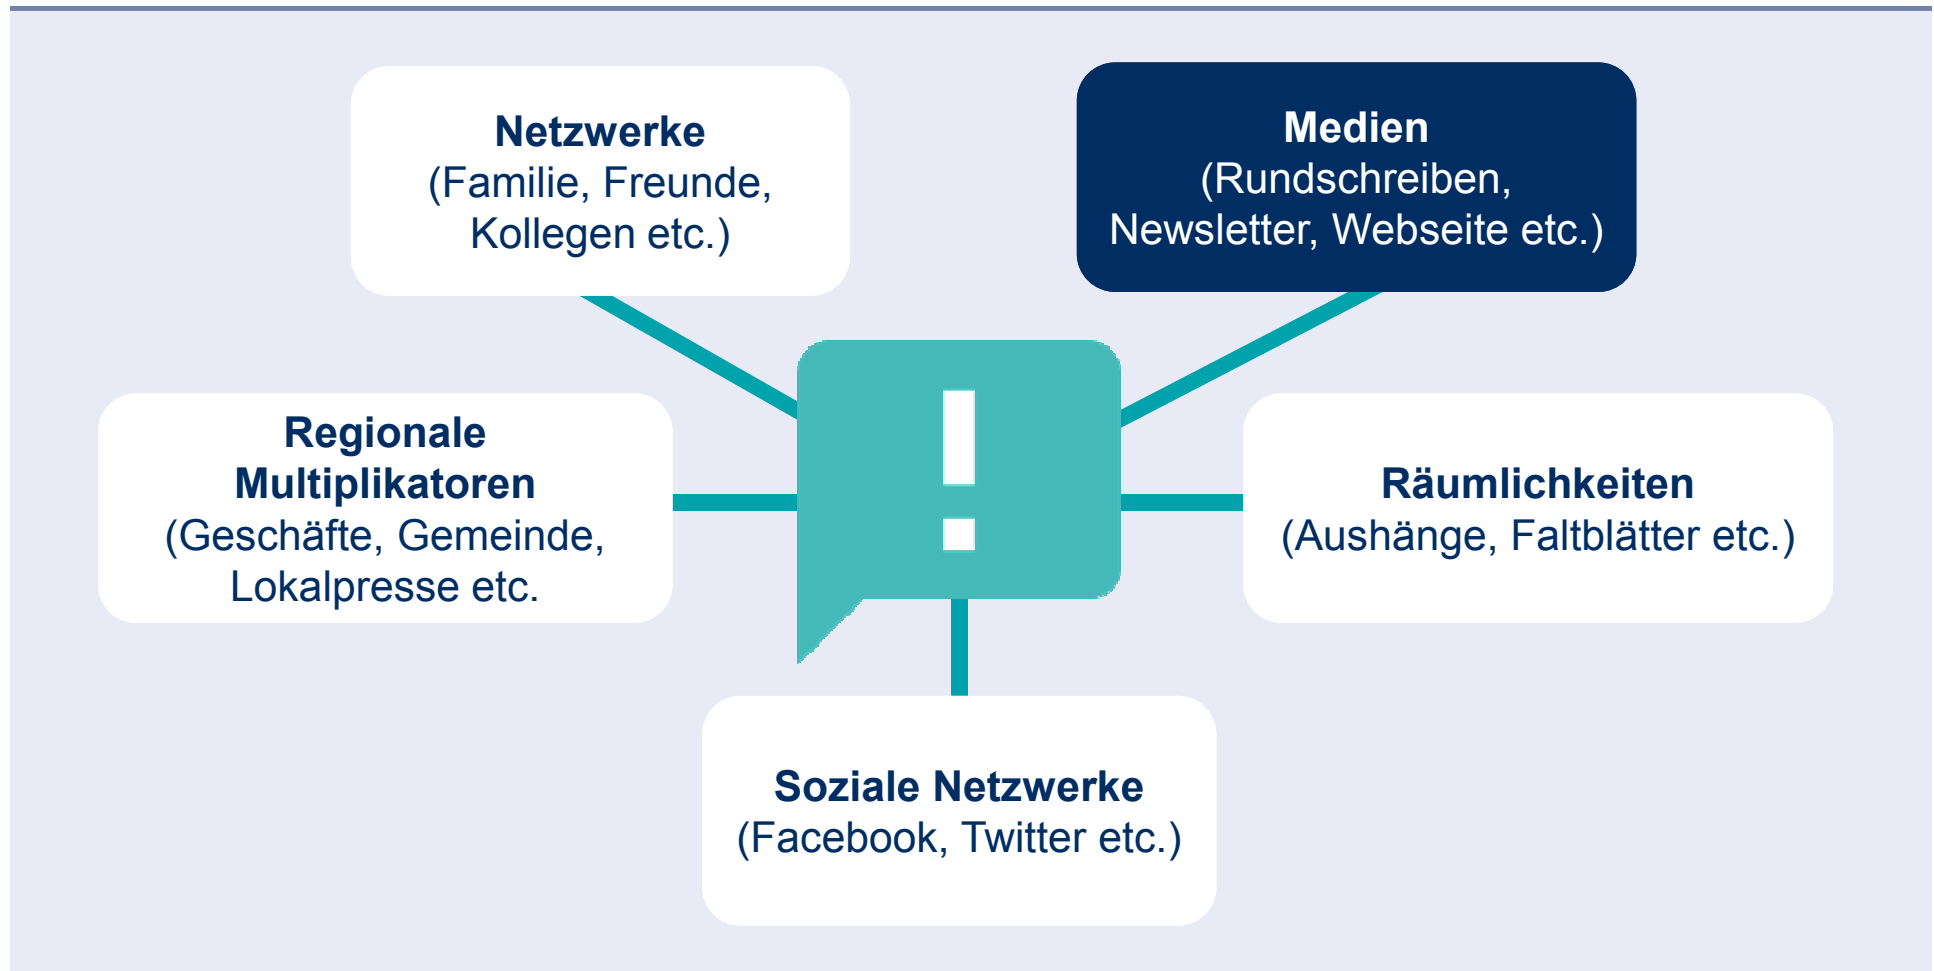 Netzwerke
(Familie, Freunde,
Kollegen etc.)
Medien
(Rundschreiben,
Newsletter, Webseite etc.)
Regionale
Multiplikatoren
(Geschäfte, Gemeinde,
Lokalpresse etc.
!
Räumlichkeiten
(Aushänge, Faltblätter etc.)
Soziale Netzwerke
(Facebook, Twitter etc.)